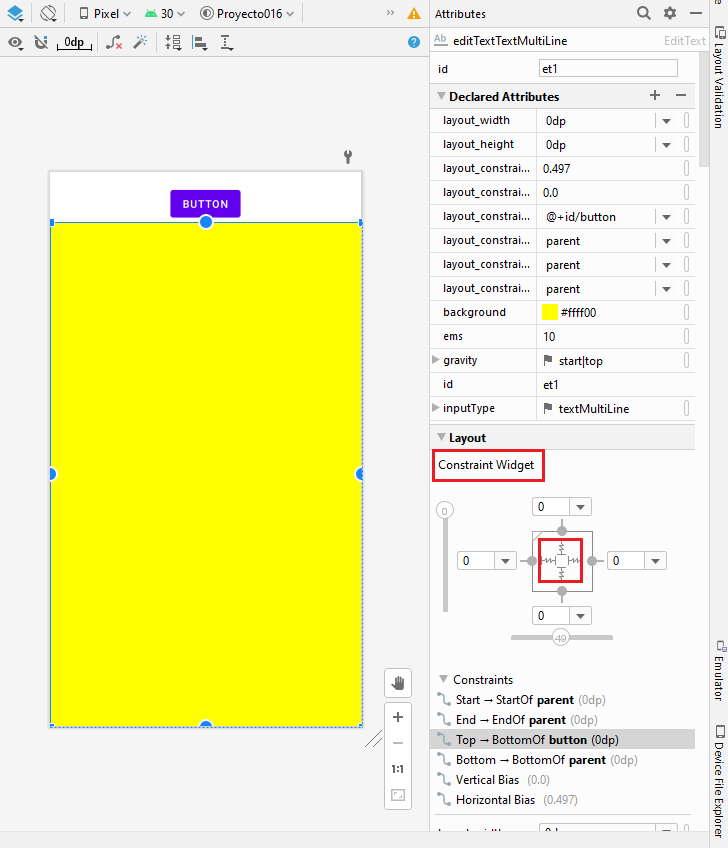 Pixel 30 Proyecto016 »
Attributes
0dp
Ab editTextTextMultiLine EditText
id et1
Declared Attributes
layout_width 0dp
layout_height 0dp
layout_constrai... 0.497
layout_constrai... 0.0
layout_constrai... @+id/button
layout_constrai... parent
layout_constrai... parent
layout_constrai... parent
background #ffff00
ems 10
gravity start|top
id et1
inputType textMultiLine
Layout
Constraint Widget
0
0
0 0
0
49
Constraints
Start → StartOf parent (0dp)
End → EndOf parent (0dp)
Top → BottomOf button (0dp)
Bottom → BottomOf parent (0dp)
Vertical Bias (0.0)
Horizontal Bias (0.497)
BUTTON
1:1
Layout Validation
Emulator
Device File Explorer